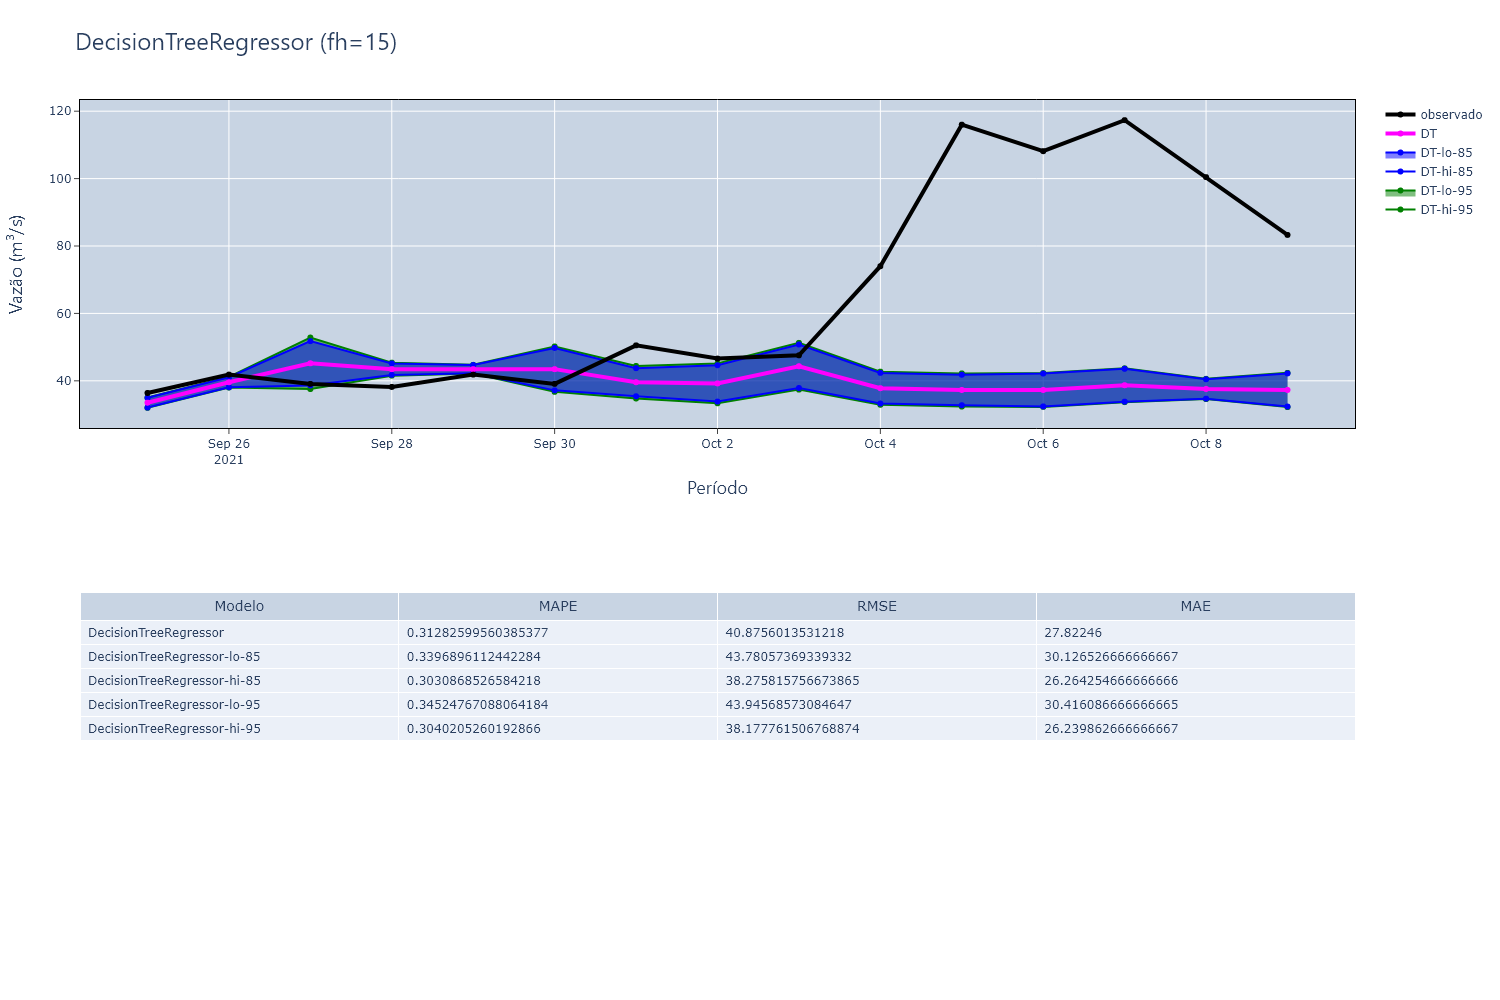 DecisionTreeRegressor (fh=15)
120
100
80
60
40
Vazão (m³/s)
Sep 26
2021
Sep 28
Sep 30
Oct 2
Oct 4
Oct 6
Oct 8
Período
observado
DT
DT-lo-85
DT-hi-85
DT-lo-95
DT-hi-95
Modelo MAPE RMSE MAE
DecisionTreeRegressor 0.31282599560385377 40.8756013531218 27.82246
DecisionTreeRegressor-lo-85 0.3396896112442284 43.78057369339332 30.126526666666667
DecisionTreeRegressor-hi-85 0.3030868526584218 38.275815756673865 26.264254666666666
DecisionTreeRegressor-lo-95 0.34524767088064184 43.94568573084647 30.416086666666665
DecisionTreeRegressor-hi-95 0.3040205260192866 38.177761506768874 26.239862666666667